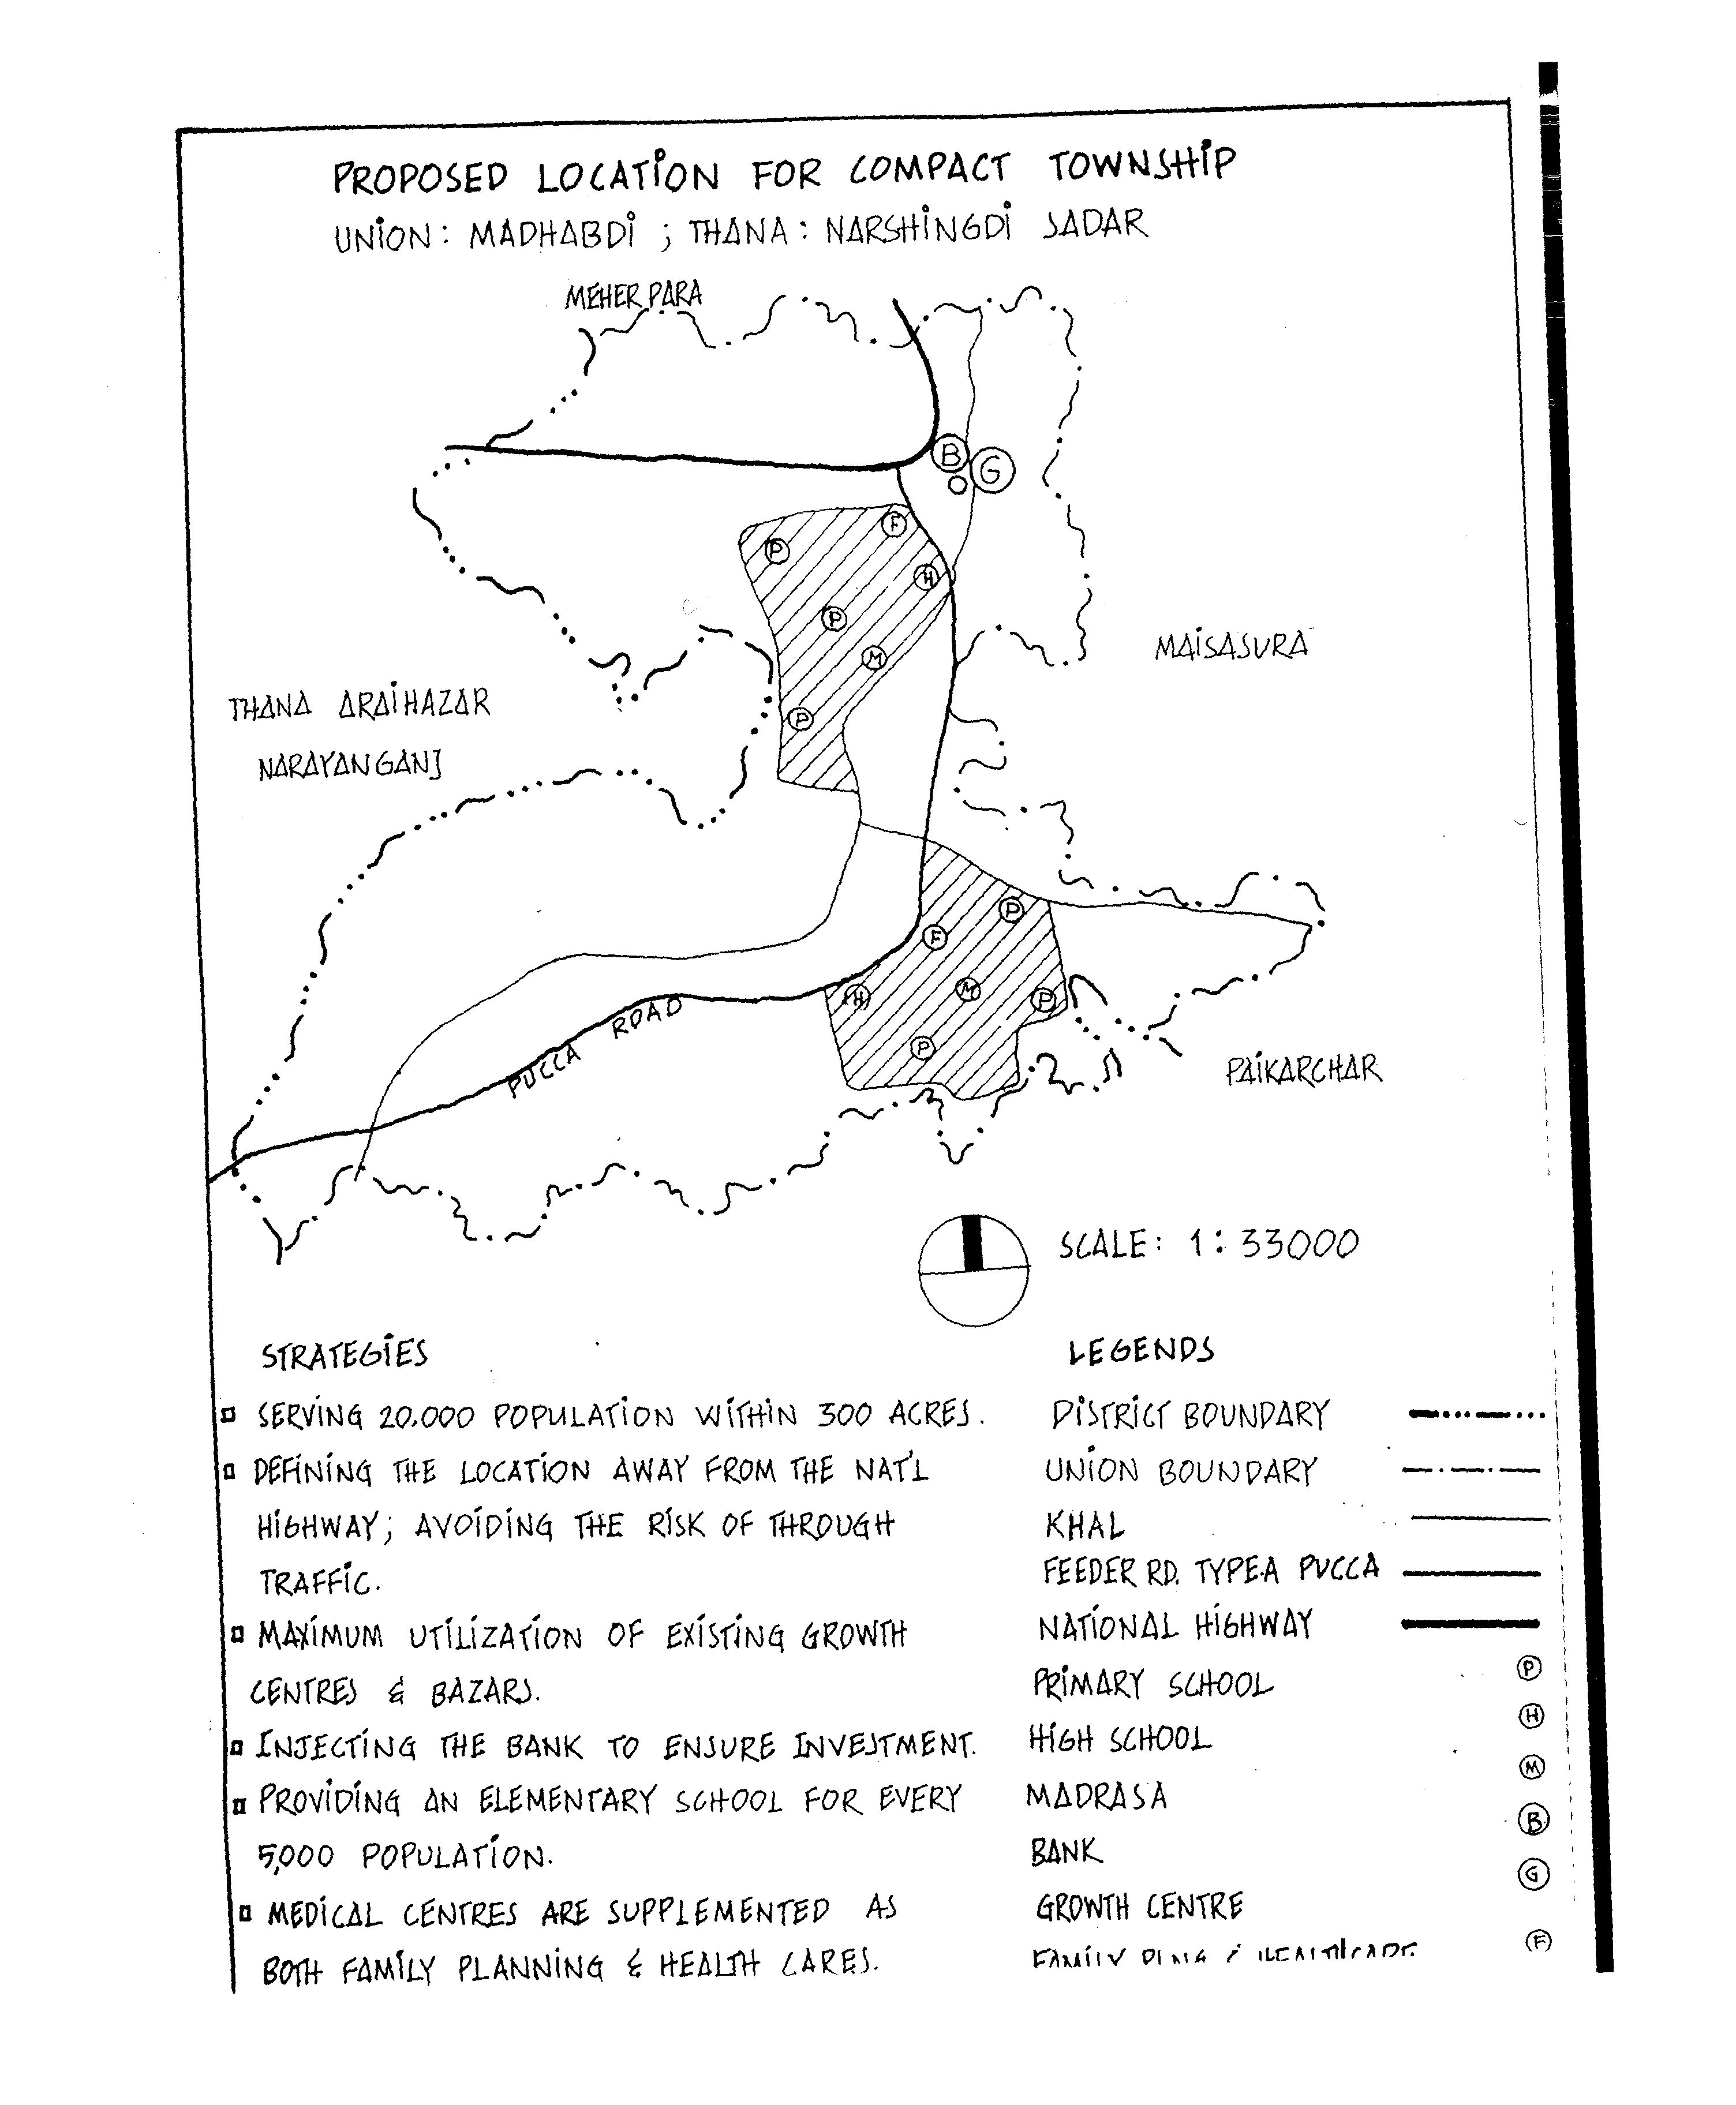 PROPOSED LOCATION FOR COMPACT TOWNSHIP
UNION: MADHABDI ; THANA: NARSHINGDI SADAR
MEHER PARA
B
G
F
P
H
P
M
MAISASURA
THANA ARAIHAZAR
NARAYANGANJ
P
P
F
H
M
P
P
PUCCA ROAD
PAIKARCHAR
SCALE: 1:33000
STRATEGIES
SERVING 20,000 POPULATION WITHIN 300 ACRES.
DEFINING THE LOCATION AWAY FROM THE NAT'L
HIGHWAY; AVOIDING THE RISK OF THROUGH
TRAFFIC.
MAXIMUM UTILIZATION OF EXISTING GROWTH
CENTRES & BAZARS.
INJECTING THE BANK TO ENSURE INVESTMENT.
PROVIDING AN ELEMENTARY SCHOOL FOR EVERY
5,000 POPULATION.
MEDICAL CENTRES ARE SUPPLEMENTED AS
BOTH FAMILY PLANNING & HEALTH CARES.
LEGENDS
DISTRICT BOUNDARY
UNION BOUNDARY
KHAL
FEEDER RD. TYPE-A PUCCA
NATIONAL HIGHWAY
PRIMARY SCHOOL P
HIGH SCHOOL H
MADRASA M
BANK B
GROWTH CENTRE G
FAMILY F